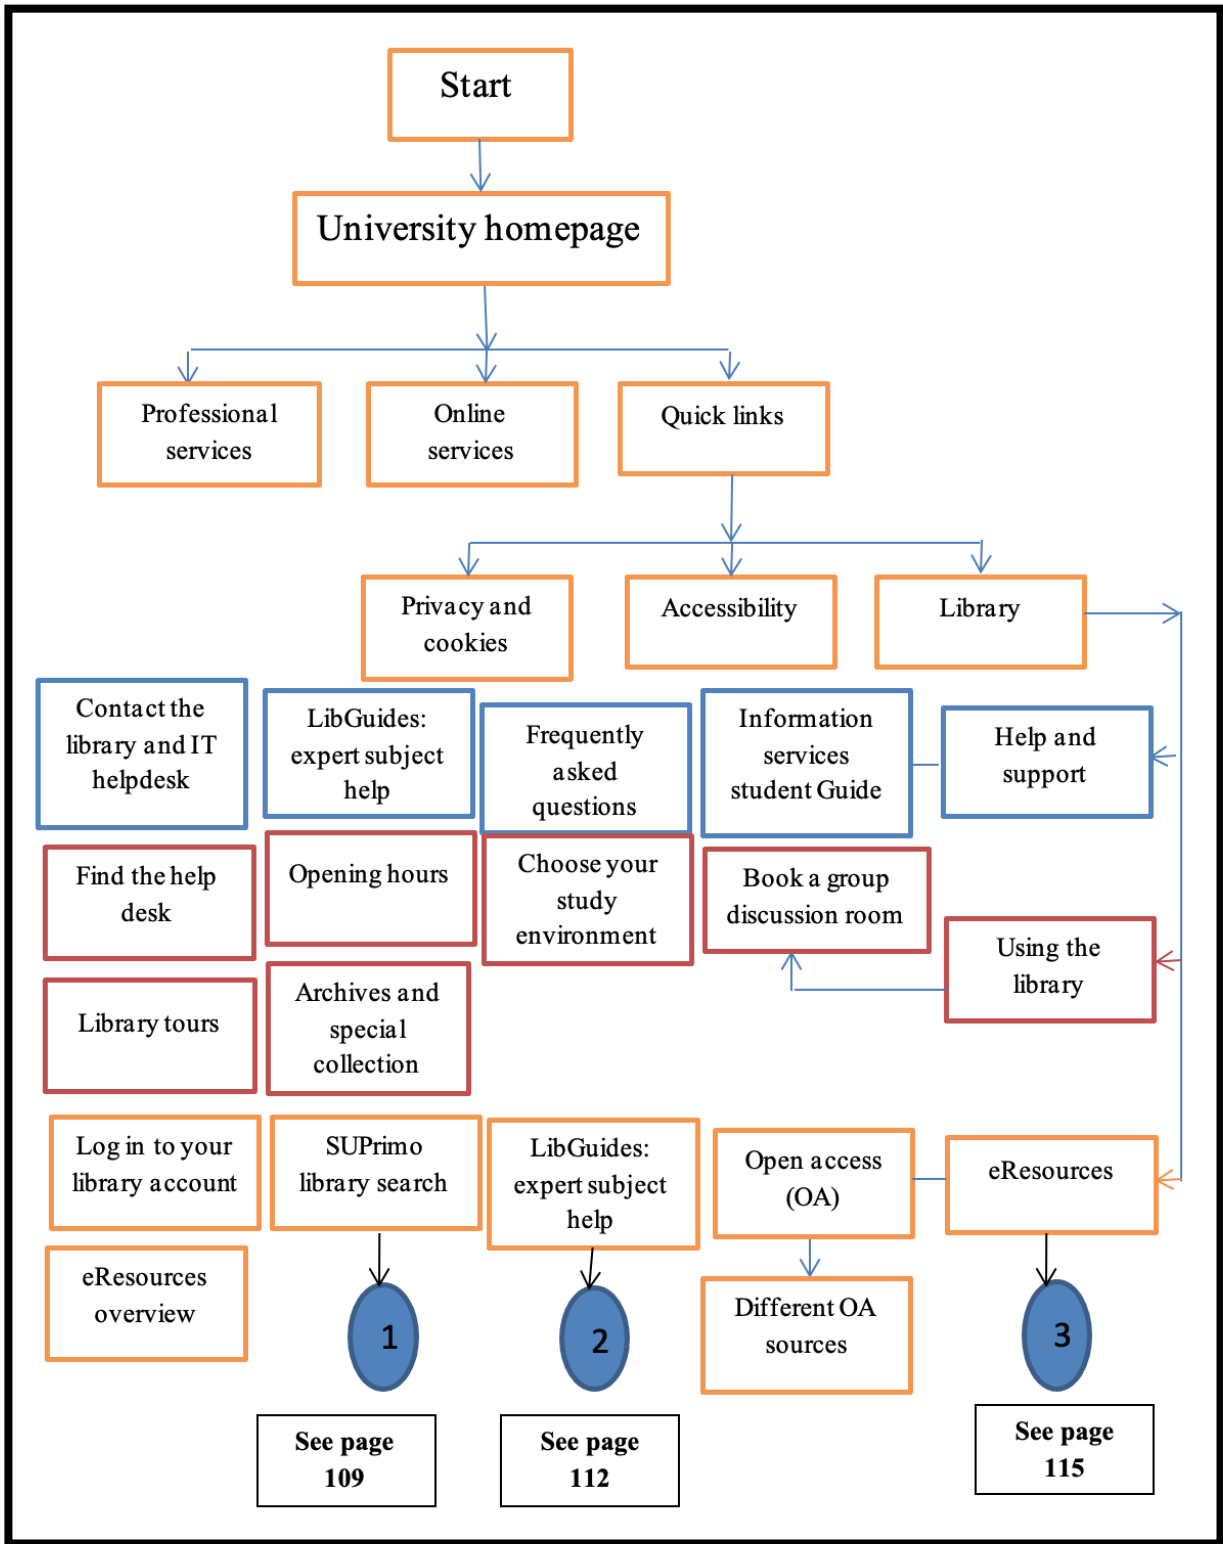 Start
University homepage
Professional
services
Online
services
Quick links
Privacy and
cookies
Accessibility
Library
Contact the
library and IT
helpdesk
LibGuides:
expert subject
help
Frequently
asked
questions
Information
services
student Guide
Help and
support
Find the help
desk
Opening hours
Choose your
study
environment
Book a group
discussion room
Using the
library
Library tours
Archives and
special
collection
Log in to your
library account
SUPrimo
library search
LibGuides:
expert subject
help
Open access
(OA)
eResources
eResources
overview
Different OA
sources
1
2
3
See page
109
See page
112
See page
115